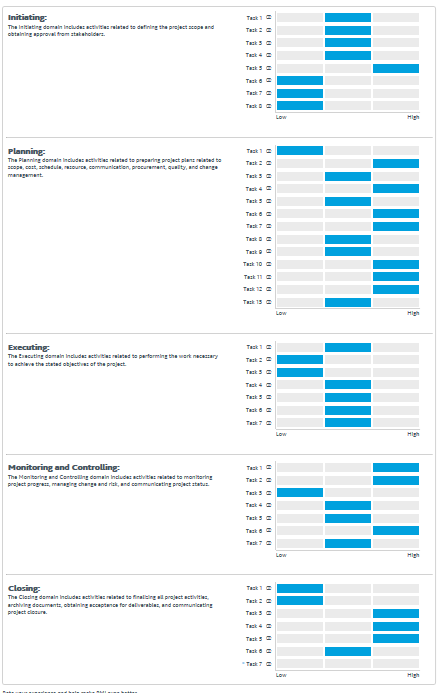 Initiating:
The Initiating domain includes activities related to defining the project scope and
obtaining approval from stakeholders.
Task 1
Task 2
Task 3
Task 4
Task 5
Task 6
Task 7
Task 8
Low High
Planning:
The Planning domain includes activities related to preparing project plans related to
scope, cost, schedule, resource, communication, procurement, quality, and change
management.
Task 1
Task 2
Task 3
Task 4
Task 5
Task 6
Task 7
Task 8
Task 9
Task 10
Task 11
Task 12
Task 13
Low High
Executing:
The Executing domain includes activities related to performing the work necessary
to achieve the stated objectives of the project.
Task 1
Task 2
Task 3
Task 4
Task 5
Task 6
Task 7
Low High
Monitoring and Controlling:
The Monitoring and Controlling domain includes activities related to monitoring
project progress, managing change and risk, and communicating project status.
Task 1
Task 2
Task 3
Task 4
Task 5
Task 6
Task 7
Low High
Closing:
The Closing domain includes activities related to finalizing all project activities,
archiving documents, obtaining acceptance for deliverables, and communicating
project closure.
Task 1
Task 2
Task 3
Task 4
Task 5
Task 6
* Task 7
Low High